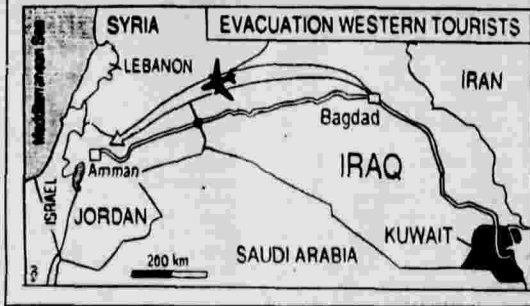 EVACUATION WESTERN TOURISTS
SYRIA
LEBANON
Mediterranean Sea
IRAN
Bagdad
Amman
IRAQ
ISRAEL
JORDAN
KUWAIT
SAUDI ARABIA
200 km